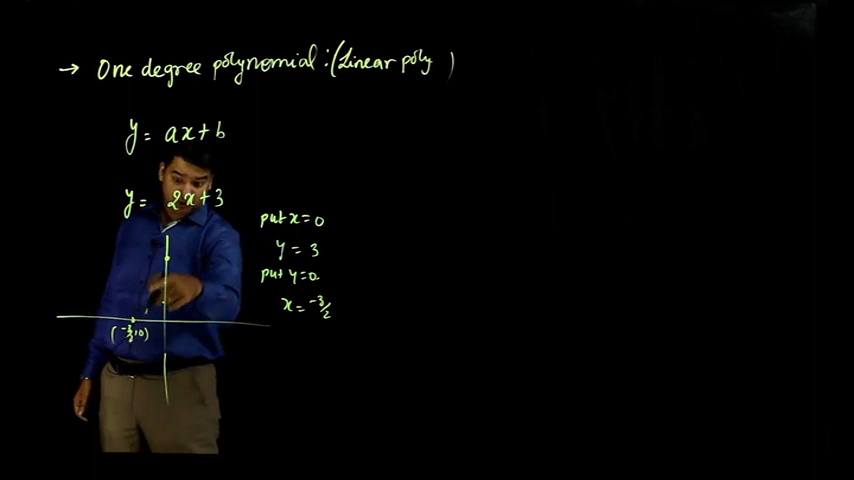 → One degree polynomial :(Linear poly )
y = ax + b
y = 2x + 3
put x = 0
y = 3
put y = 0
x = -3/2
(-3/2, 0)